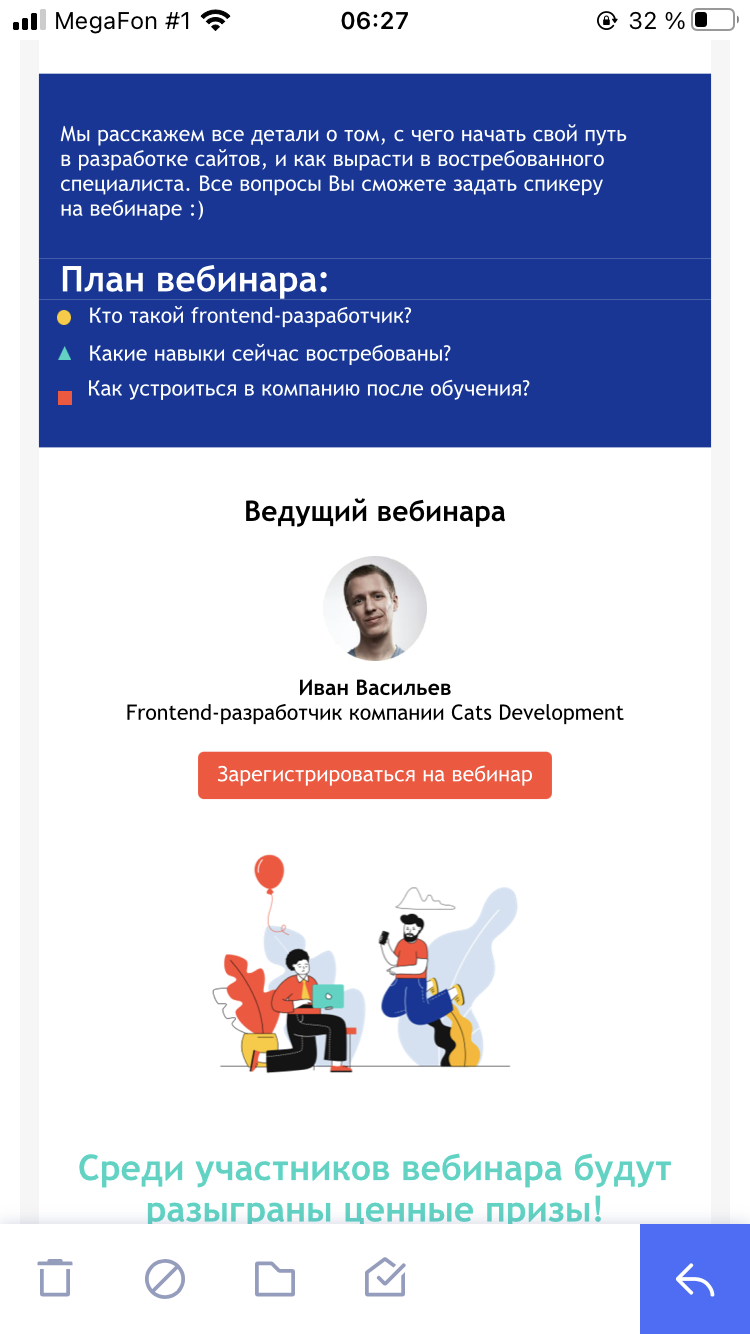 MegaFon #1
06:27
32 %
Мы расскажем все детали о том, с чего начать свой путь
в разработке сайтов, и как вырасти в востребованного
специалиста. Все вопросы Вы сможете задать спикеру
на вебинаре :)
План вебинара:
Кто такой frontend-разработчик?
Какие навыки сейчас востребованы?
Как устроиться в компанию после обучения?
Ведущий вебинара
Иван Васильев
Frontend-разработчик компании Cats Development
Зарегистрироваться на вебинар
Среди участников вебинара будут
разыграны ценные призы!